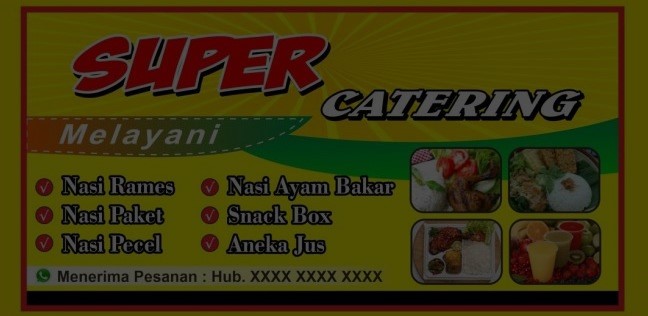 SUPER
CATERING
Melayani
Nasi Rames
Nasi Paket
Nasi Pecel
Nasi Ayam Bakar
Snack Box
Aneka Jus
Menerima Pesanan : Hub. XXXX XXXX XXXX